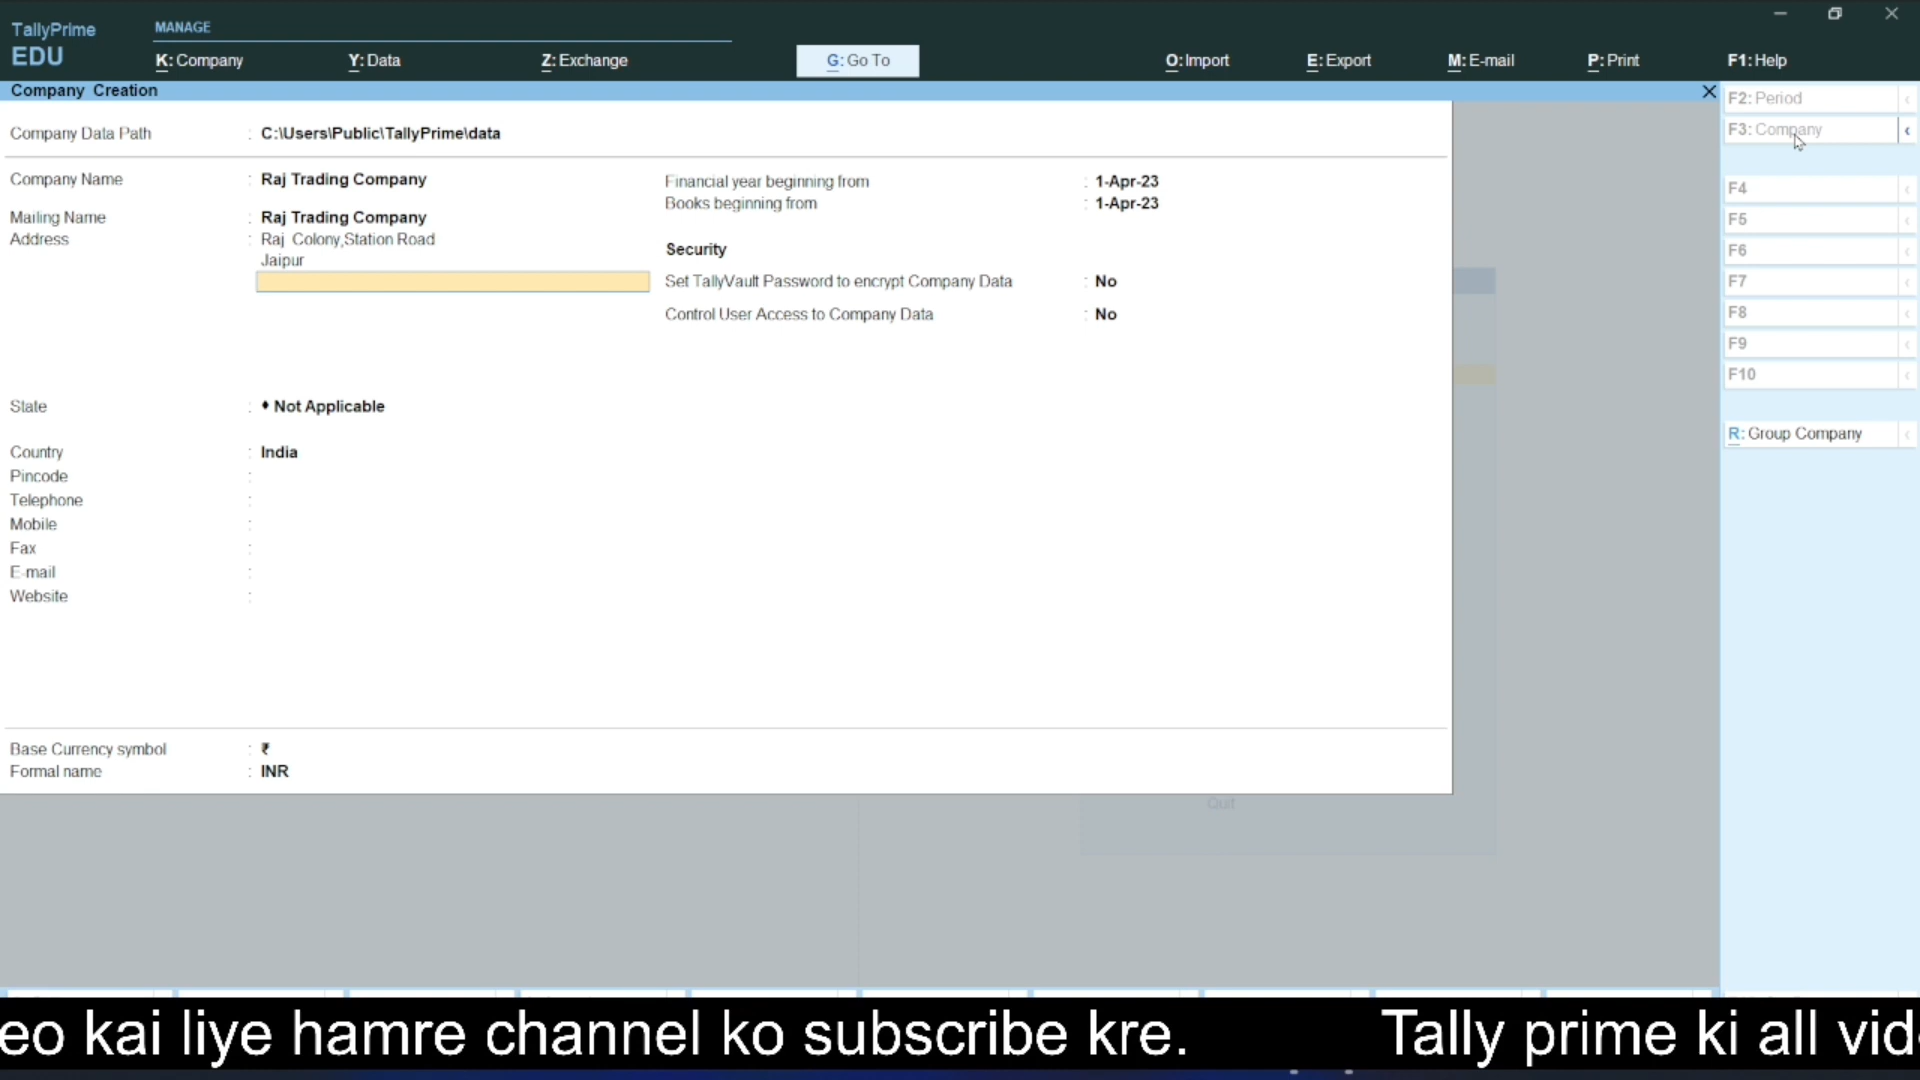 TallyPrime
EDU
MANAGE
K: Company
Y: Data
Z: Exchange
G: Go To
O: Import
E: Export
M: E-mail
P: Print
F1: Help
Company Creation
Company Data Path : C:\Users\Public\TallyPrime\data
Company Name : Raj Trading Company
Mailing Name : Raj Trading Company
Address : Raj Colony,Station Road
Jaipur
State : ♦ Not Applicable
Country : India
Pincode :
Telephone :
Mobile :
Fax :
E-mail :
Website :
Base Currency symbol : ₹
Formal name : INR
Financial year beginning from : 1-Apr-23
Books beginning from : 1-Apr-23
Security
Set TallyVault Password to encrypt Company Data : No
Control User Access to Company Data : No
Quit
F2: Period
F3: Company
F4
F5
F6
F7
F8
F9
F10
R: Group Company
eo kai liye hamre channel ko subscribe kre. Tally prime ki all vid